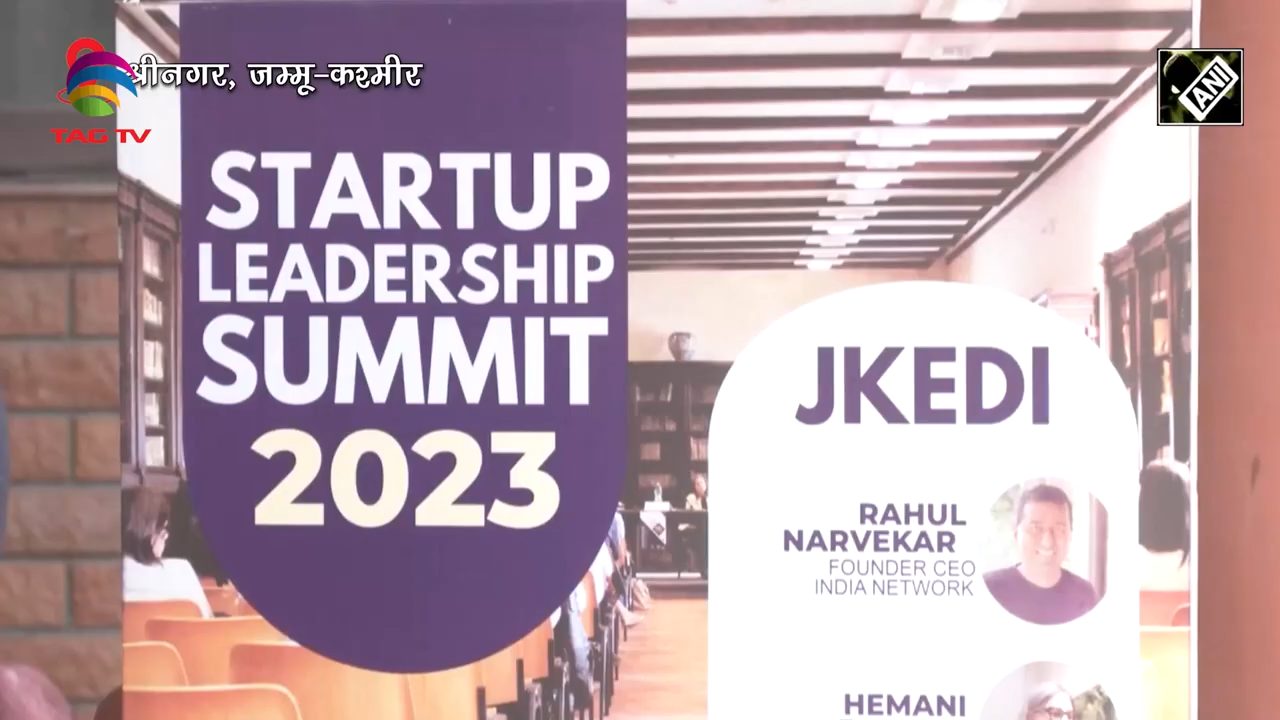 श्रीनगर, जम्मू-कश्मीर
TAG TV
ANI
STARTUP
LEADERSHIP
SUMMIT
2023
JKEDI
RAHUL
NARVEKAR
FOUNDER CEO
INDIA NETWORK
HEMANI